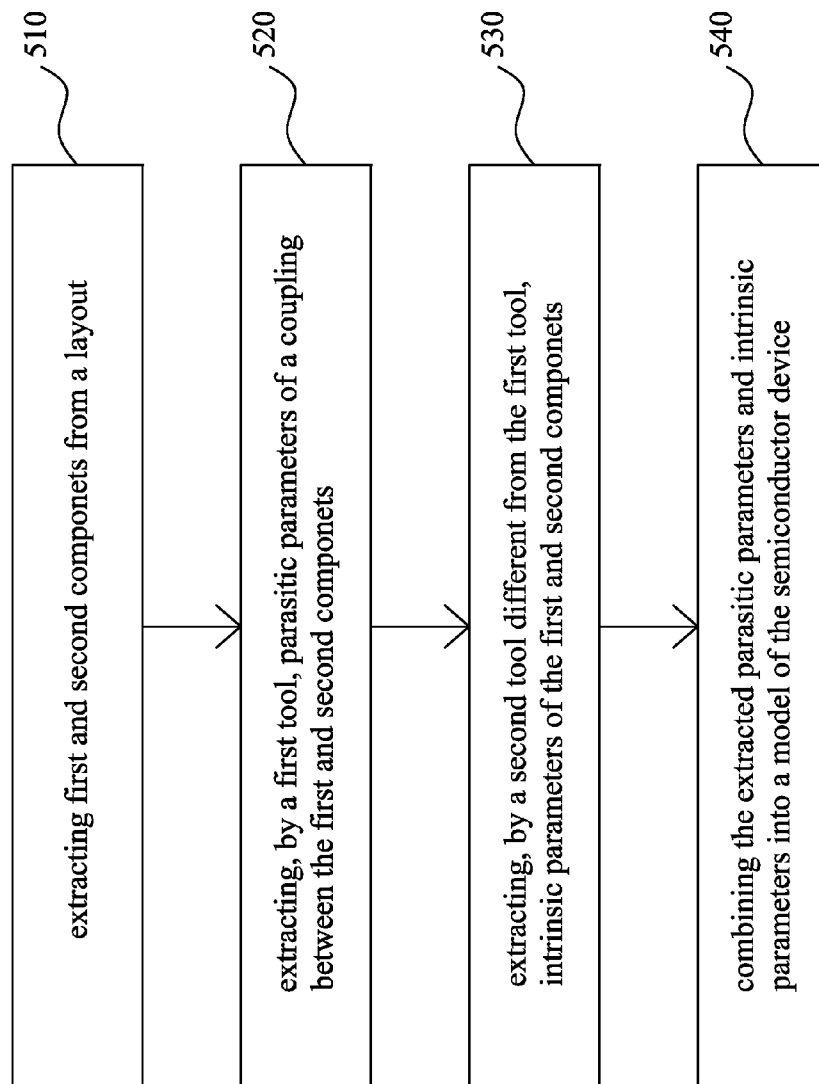 510
extracting first and second componets from a layout
520
extracting, by a first tool, parasitic parameters of a coupling
between the first and second componets
530
extracting, by a second tool different from the first tool,
intrinsic parameters of the first and second componets
540
combining the extracted parasitic parameters and intrinsic
parameters into a model of the semiconductor device